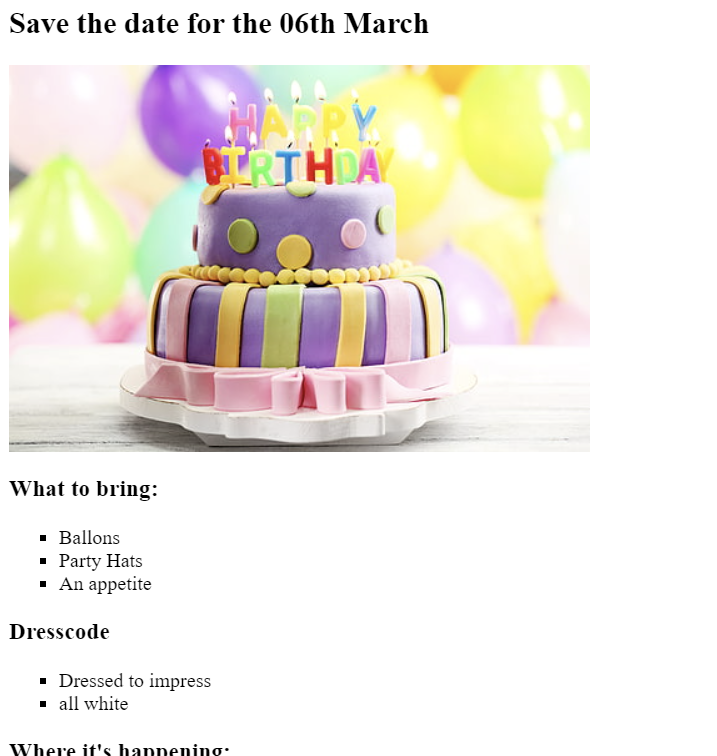 Save the date for the 06th March
HAPPY
BIRTHDAY
What to bring:
Ballons
Party Hats
An appetite
Dresscode
Dressed to impress
all white
Where it's happening: